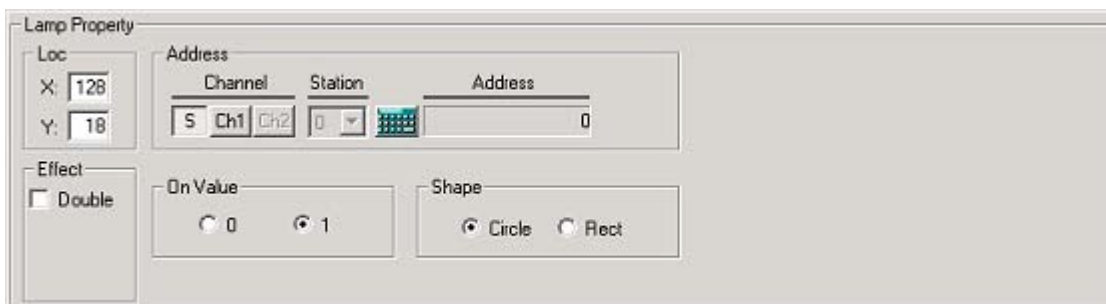 Lamp Property
Loc
X: 128
Y: 18
Address
Channel Station Address
S Ch1 Ch2 0 0
Effect
Double
On Value
0 1
Shape
Circle Rect